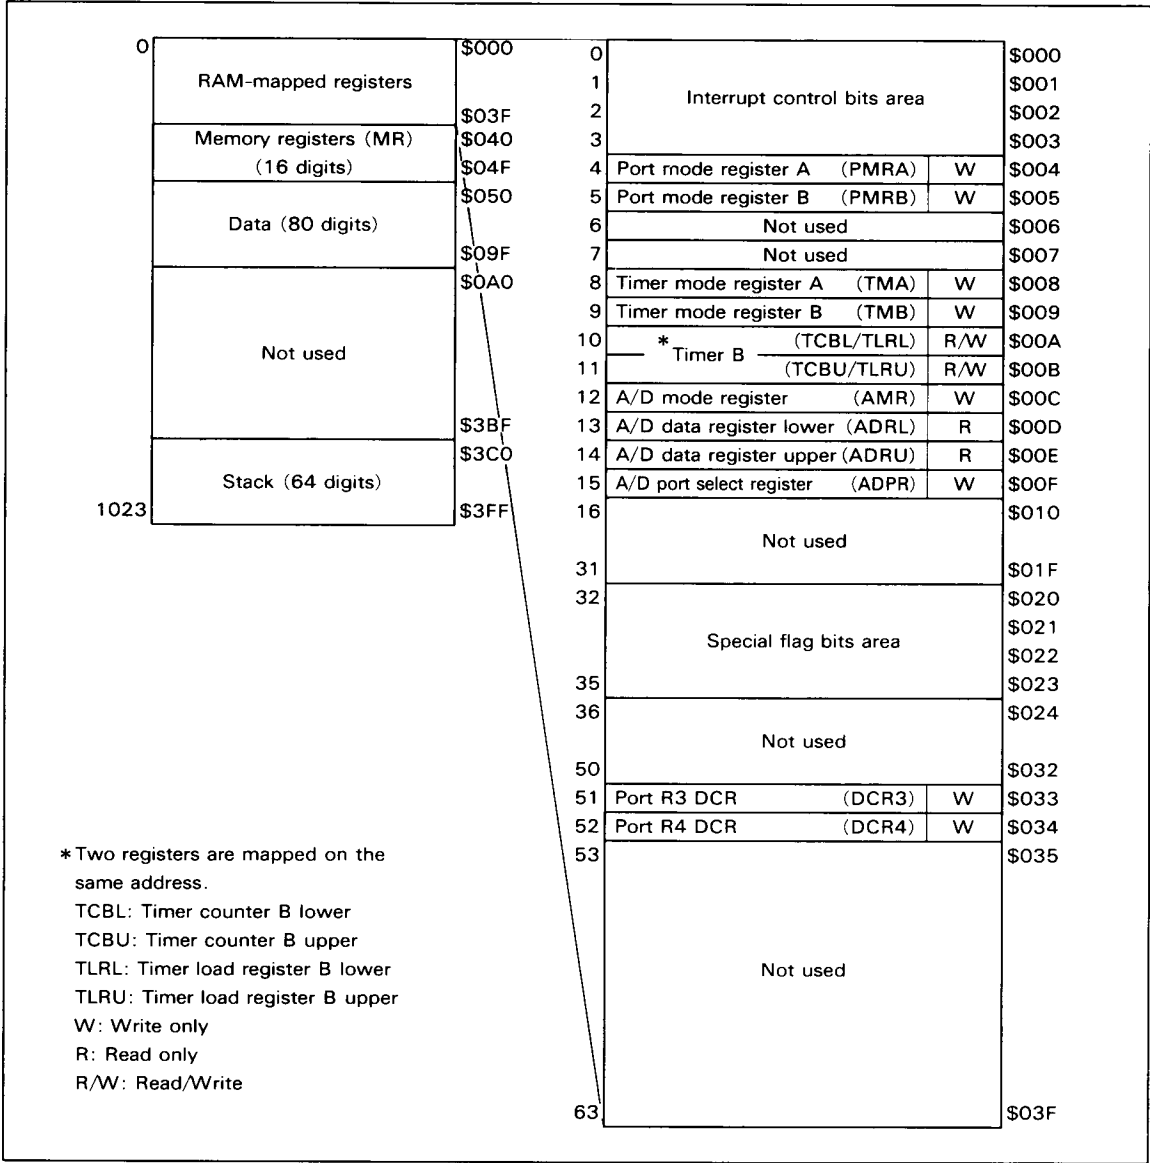 0 $000
RAM-mapped registers
$03F
Memory registers (MR) $040
(16 digits) $04F
$050
Data (80 digits)
$09F
$0A0
Not used
$3BF
$3C0
Stack (64 digits)
1023 $3FF
0 $000
1 $001
Interrupt control bits area
2 $002
3 $003
4 Port mode register A (PMRA) W $004
5 Port mode register B (PMRB) W $005
6 Not used $006
7 Not used $007
8 Timer mode register A (TMA) W $008
9 Timer mode register B (TMB) W $009
10 (TCBL/TLRL) R/W $00A
* Timer B
11 (TCBU/TLRU) R/W $00B
12 A/D mode register (AMR) W $00C
13 A/D data register lower (ADRL) R $00D
14 A/D data register upper (ADRU) R $00E
15 A/D port select register (ADPR) W $00F
16 $010
Not used
31 $01F
32 $020
$021
Special flag bits area
$022
35 $023
36 $024
Not used
50 $032
51 Port R3 DCR (DCR3) W $033
52 Port R4 DCR (DCR4) W $034
53 $035
Not used
63 $03F
* Two registers are mapped on the
same address.
TCBL: Timer counter B lower
TCBU: Timer counter B upper
TLRL: Timer load register B lower
TLRU: Timer load register B upper
W: Write only
R: Read only
R/W: Read/Write